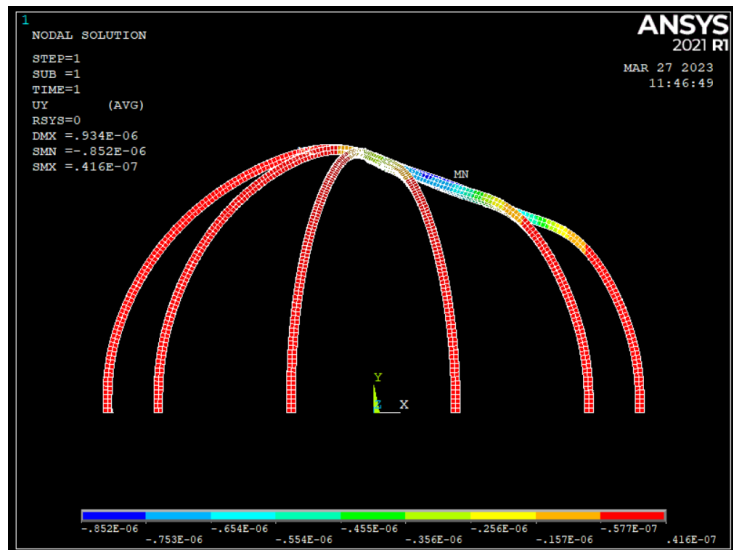 1
NODAL SOLUTION
STEP=1
SUB =1
TIME=1
UY (AVG)
RSYS=0
DMX =.934E-06
SMN =-.852E-06
SMX =.416E-07
ANSYS
2021 R1
MAR 27 2023
11:46:49
MN
Y
X
-.852E-06 -.654E-06 -.455E-06 -.256E-06 -.577E-07
-.753E-06 -.554E-06 -.356E-06 -.157E-06 .416E-07